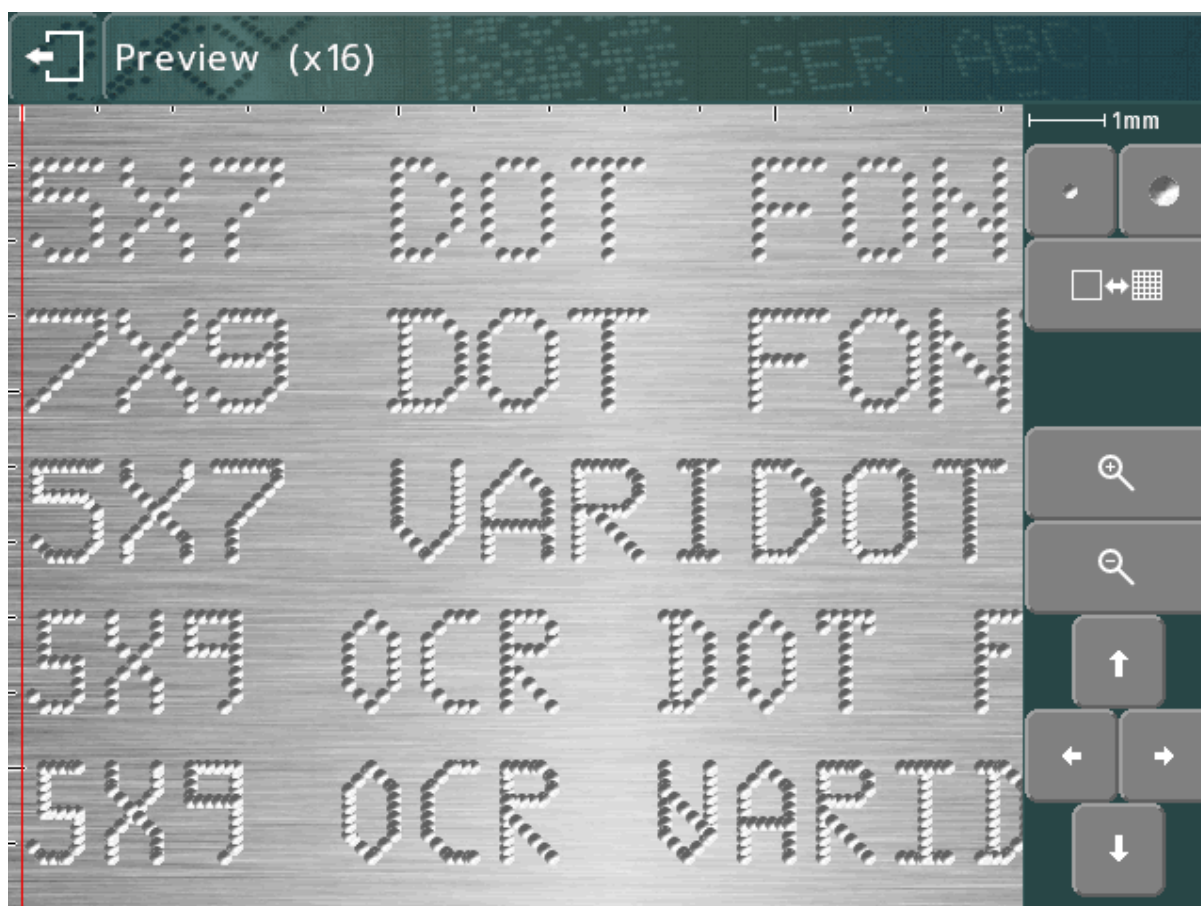 Preview (x16)
1mm
5X7 DOT FON
7X9 DOT FON
5X7 VARIDOT
5X9 OCR DOT F
5X9 OCR VARID